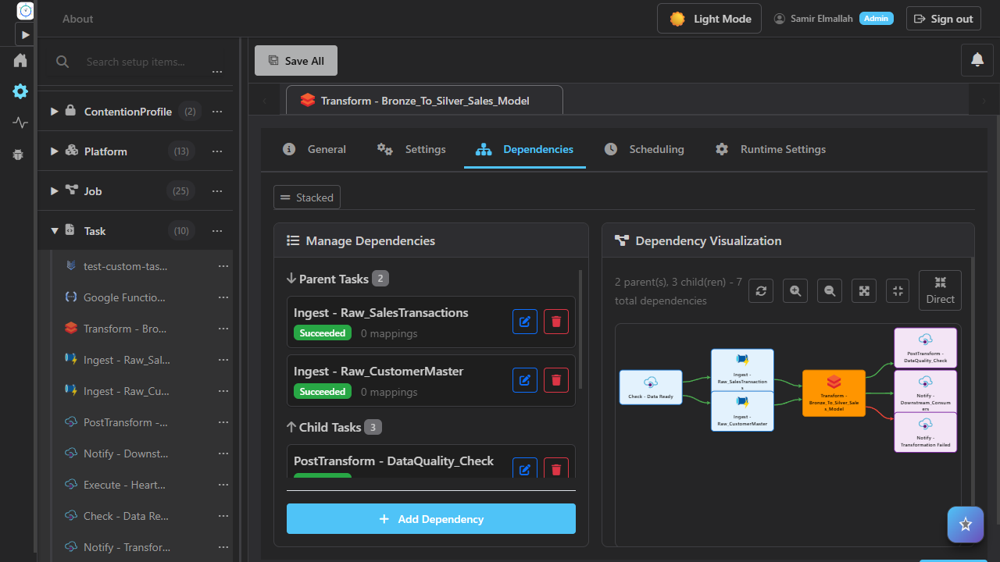 About
Light Mode
Samir Elmallah
Admin
Sign out
Search setup items...
Save All
Transform - Bronze_To_Silver_Sales_Model
ContentionProfile
(2)
Platform
(13)
Job
(25)
Task
(10)
test-custom-tas...
Google Functio...
Transform - Bro...
Ingest - Raw_Sal...
Ingest - Raw_Cu...
PostTransform -...
Notify - Downst...
Execute - Heart...
Check - Data Re...
Notify - Transfor...
General
Settings
Dependencies
Scheduling
Runtime Settings
Stacked
Manage Dependencies
Parent Tasks 2
Ingest - Raw_SalesTransactions
Succeeded 0 mappings
Ingest - Raw_CustomerMaster
Succeeded 0 mappings
Child Tasks 3
PostTransform - DataQuality_Check
Add Dependency
Dependency Visualization
2 parent(s), 3 child(ren) - 7
total dependencies
Direct
Check - Data Ready
Ingest -
Raw_SalesTransaction
s
Ingest -
Raw_CustomerMaster
Transform -
Bronze_To_Silver_Sale
s_Model
PostTransform -
DataQuality_Check
Notify -
Downstream_Consum
ers
Notify -
Transformation Failed